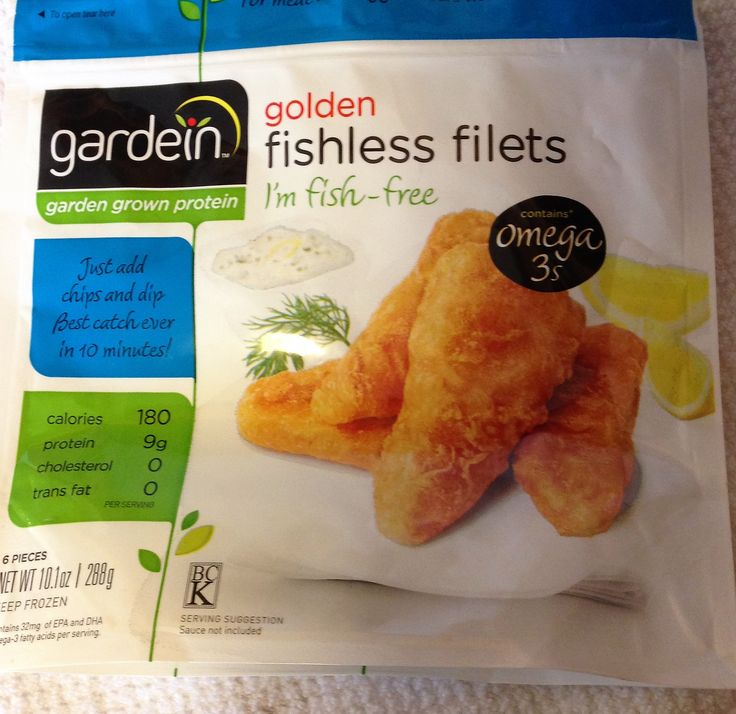 ◄ To open tear here
for meat
gardein™
garden grown protein
golden
fishless filets
I'm fish-free
contains*
omega
3s
Just add
chips and dip
Best catch ever
in 10 minutes!
calories 180
protein 9g
cholesterol 0
trans fat 0
PER SERVING
6 PIECES
NET WT 10.1oz | 288g
EEP FROZEN
ntains 32mg of EPA and DHA
ega-3 fatty acids per serving.
BC
K
SERVING SUGGESTION
Sauce not included